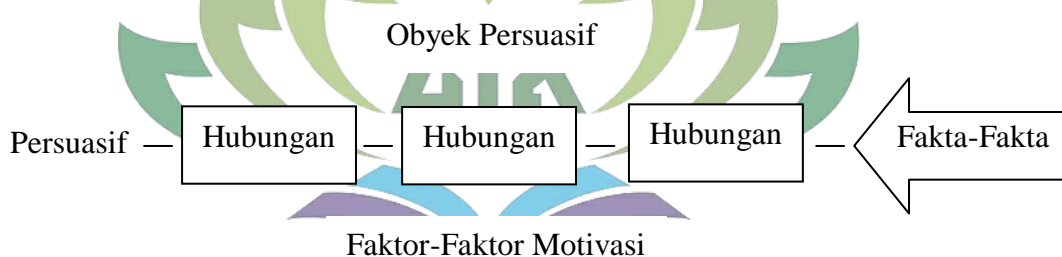 Obyek Persuasif
Persuasif Hubungan Hubungan Hubungan Fakta-Fakta
Faktor-Faktor Motivasi